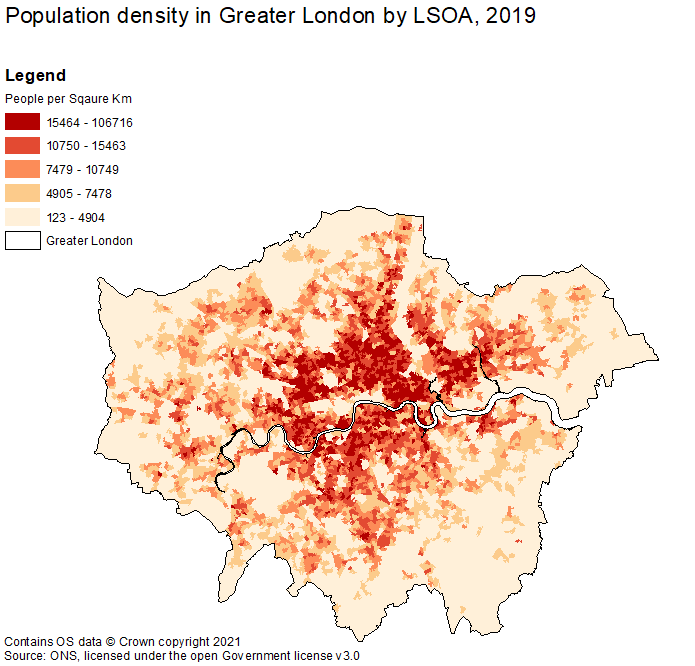 Population density in Greater London by LSOA, 2019
Legend
People per Sqaure Km
15464 - 106716
10750 - 15463
7479 - 10749
4905 - 7478
123 - 4904
Greater London
Contains OS data © Crown copyright 2021
Source: ONS, licensed under the open Government license v3.0